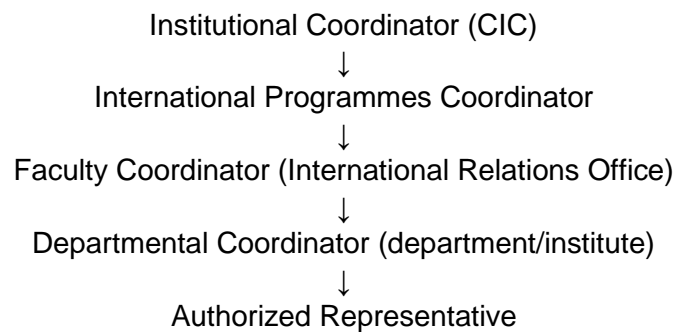 Institutional Coordinator (CIC)
↓
International Programmes Coordinator
↓
Faculty Coordinator (International Relations Office)
↓
Departmental Coordinator (department/institute)
↓
Authorized Representative